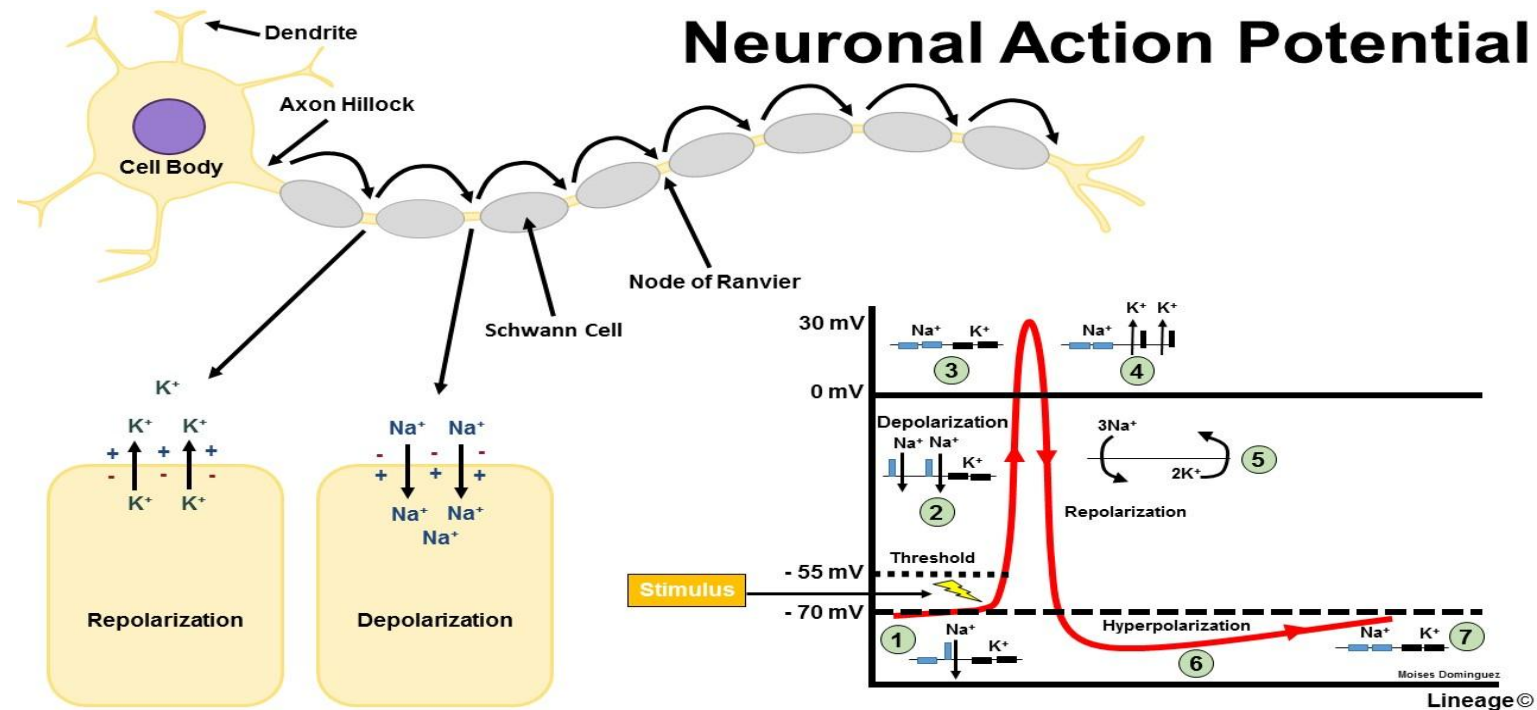 Neuronal Action Potential
Dendrite
Axon Hillock
Cell Body
Node of Ranvier
Schwann Cell
K⁺
K⁺ K⁺
+ + +
- - -
K⁺ K⁺
Repolarization
Na⁺ Na⁺
- - -
+ + +
Na⁺ Na⁺
Na⁺
Depolarization
30 mV
0 mV
- 55 mV
- 70 mV
Na⁺ K⁺
3
Na⁺ K⁺ K⁺
4
Depolarization
Na⁺ Na⁺
K⁺
2
3Na⁺
2K⁺
5
Repolarization
Threshold
Stimulus
1
Na⁺
K⁺
Hyperpolarization
6
Na⁺ K⁺
7
Moises Dominguez
Lineage©